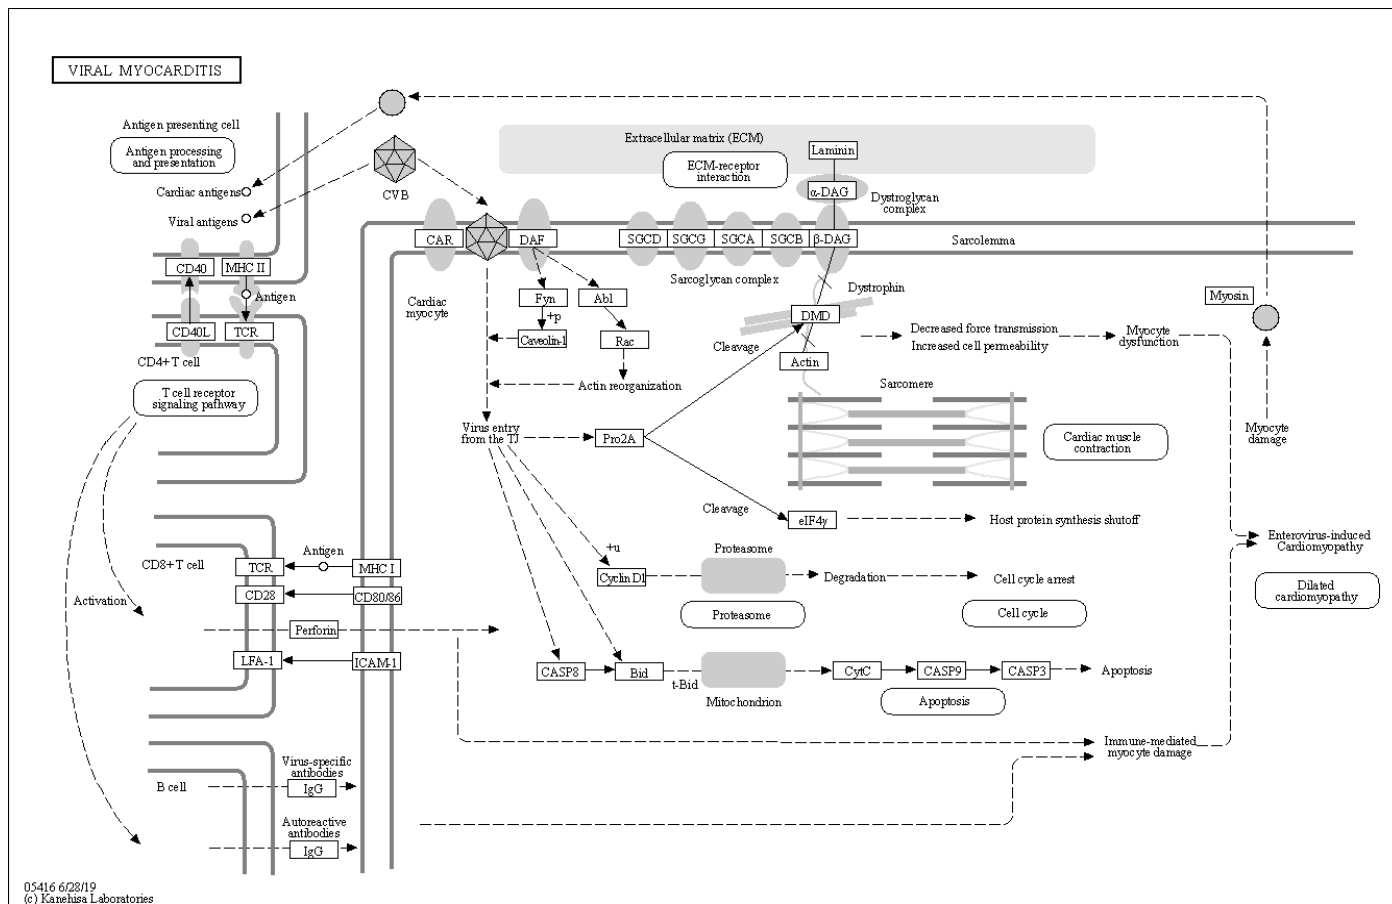 VIRAL MYOCARDITIS
Antigen presenting cell
Antigen processing
and presentation
Cardiac antigens
Viral antigens
CVB
Extracellular matrix (ECM)
ECM-receptor
interaction
Laminin
α-DAG
Dystroglycan
complex
CAR
DAF
SGCD
SGCG
SGCA
SGCB
β-DAG
Sarcolemma
Sarcoglycan complex
CD40
MHC II
Antigen
CD40L
TCR
CD4+ T cell
T cell receptor
signaling pathway
Cardiac
myocyte
Fyn
Abl
+p
Caveolin-1
Rac
Actin reorganization
Dystrophin
DMD
Cleavage
Actin
Decreased force transmission
Increased cell permeability
Myocyte
dysfunction
Myosin
Sarcomere
Virus entry
from the TJ
Pro2A
Cardiac muscle
contraction
Myocyte
damage
Cleavage
eIF4γ
Host protein synthesis shutoff
Enterovirus-induced
Cardiomyopathy
Dilated
cardiomyopathy
CD8+ T cell
TCR
Antigen
MHC I
CD28
CD80/86
Activation
Perforin
LFA-1
ICAM-1
+u
Cyclin D1
Proteasome
Degradation
Cell cycle arrest
Proteasome
Cell cycle
CASP8
Bid
t-Bid
Mitochondrion
CytC
CASP9
CASP3
Apoptosis
Apoptosis
Immune-mediated
myocyte damage
Virus-specific
antibodies
B cell
IgG
Autoreactive
antibodies
IgG
05416 6/28/19
(c) Kanehisa Laboratories